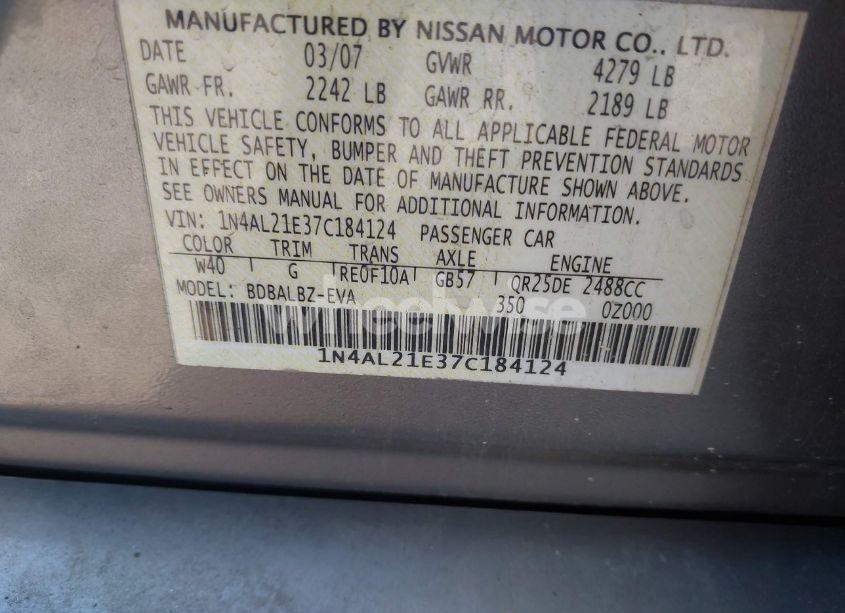 MANUFACTURED BY NISSAN MOTOR CO., LTD.
DATE 03/07 GVWR 4279 LB
GAWR FR. 2242 LB GAWR RR. 2189 LB
THIS VEHICLE CONFORMS TO ALL APPLICABLE FEDERAL MOTOR
VEHICLE SAFETY, BUMPER AND THEFT PREVENTION STANDARDS
IN EFFECT ON THE DATE OF MANUFACTURE SHOWN ABOVE.
SEE OWNERS MANUAL FOR ADDITIONAL INFORMATION.
VIN: 1N4AL21E37C184124 PASSENGER CAR
COLOR TRIM TRANS AXLE ENGINE
W40 G RE0F10A GB57 QR25DE 2488CC
MODEL: BDBALBZ-EVA 350 0Z000
wheelwise
1N4AL21E37C184124